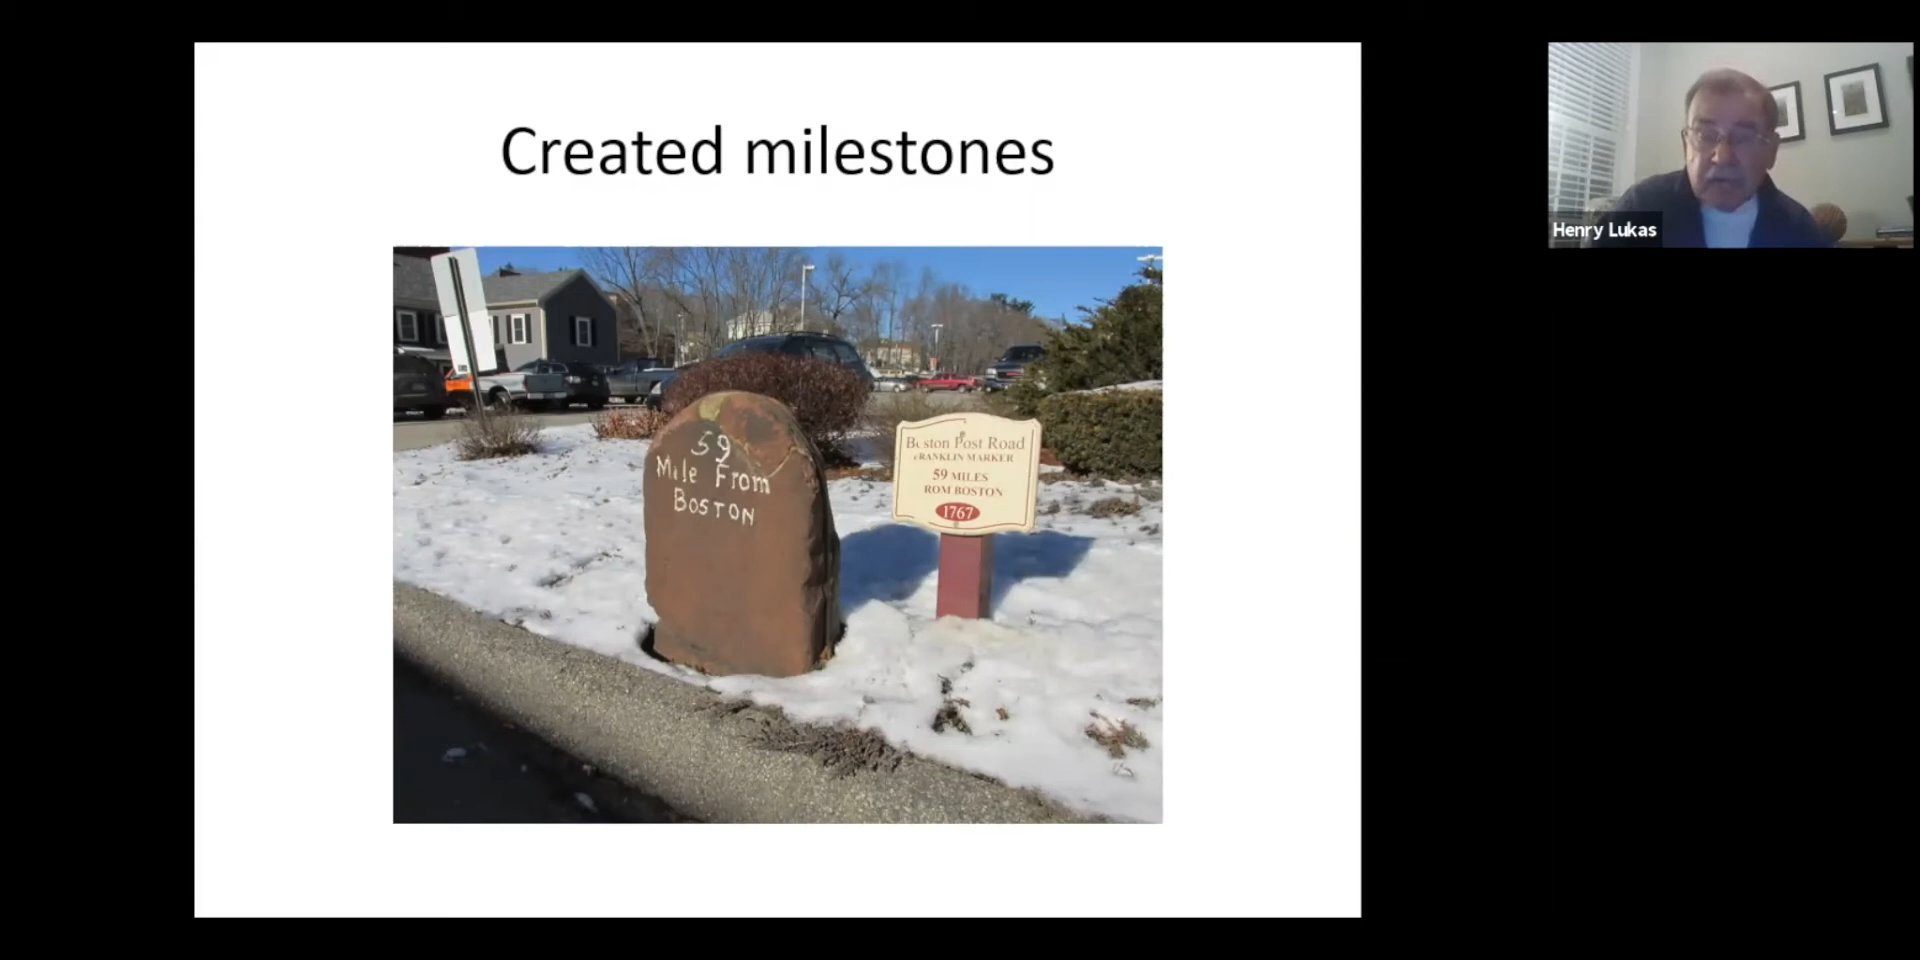 Created milestones
59
Mile From
BOSTON
Boston Post Road
FRANKLIN MARKER
59 MILES
ROM BOSTON
1767
Henry Lukas